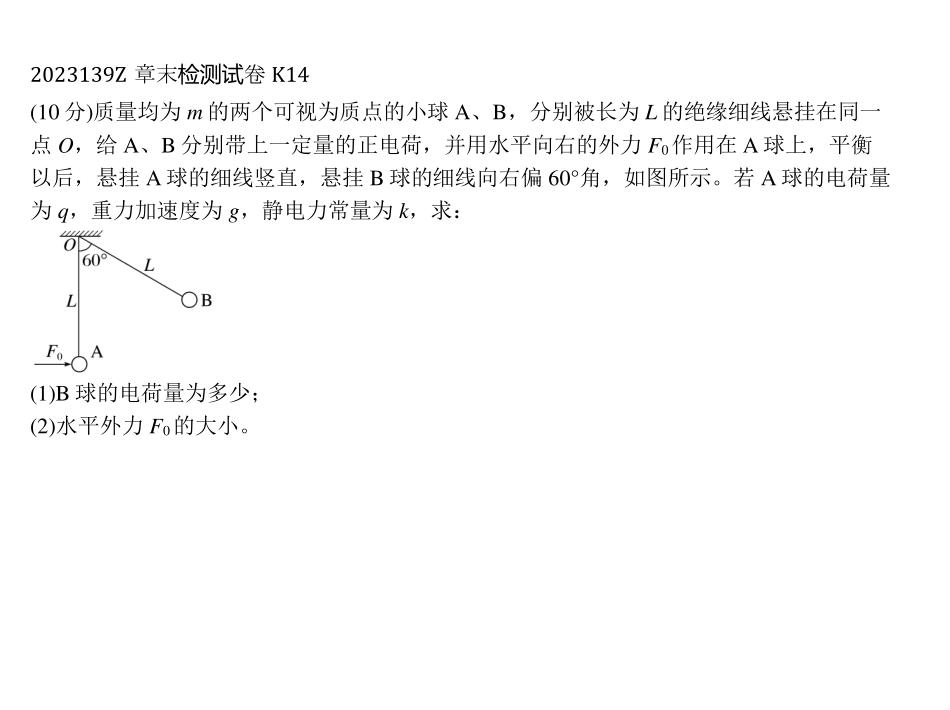 2023139Z 章末检测试卷 K14
(10 分)质量均为 m 的两个可视为质点的小球 A、B，分别被长为 L 的绝缘细线悬挂在同一
点 O，给 A、B 分别带上一定量的正电荷，并用水平向右的外力 F₀作用在 A 球上，平衡
以后，悬挂 A 球的细线竖直，悬挂 B 球的细线向右偏 60°角，如图所示。若 A 球的电荷量
为 q，重力加速度为 g，静电力常量为 k，求：
O
60°
L
L
B
F₀
A
(1)B 球的电荷量为多少；
(2)水平外力 F₀的大小。